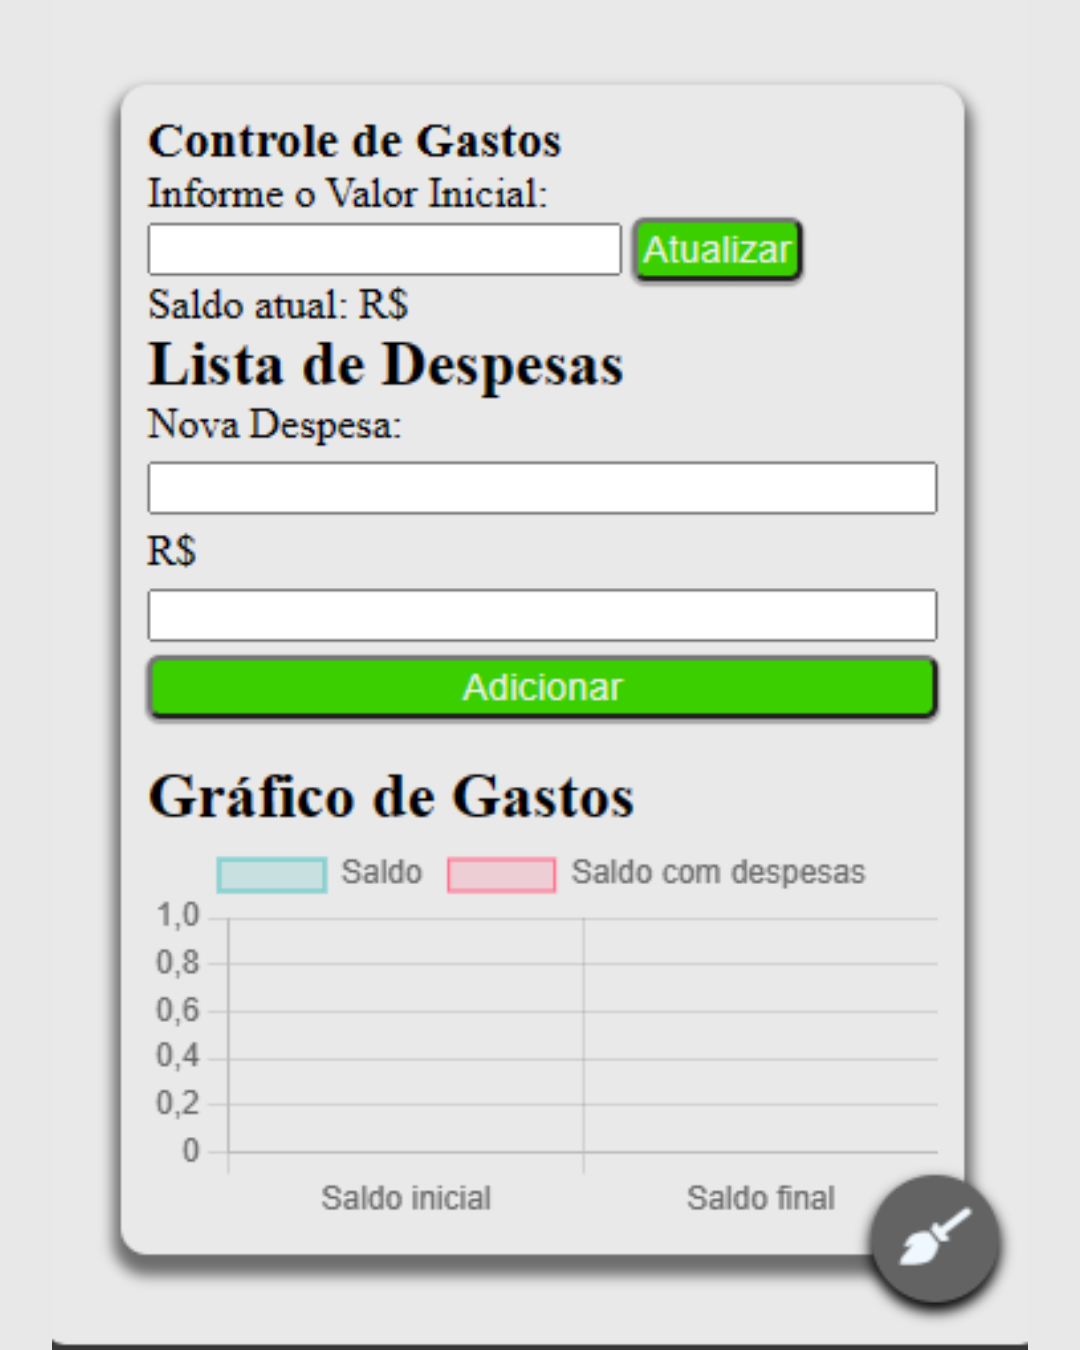 Controle de Gastos
Informe o Valor Inicial:
Atualizar
Saldo atual: R$
Lista de Despesas
Nova Despesa:
R$
Adicionar
Gráfico de Gastos
Saldo Saldo com despesas
1,0
0,8
0,6
0,4
0,2
0
Saldo inicial Saldo final